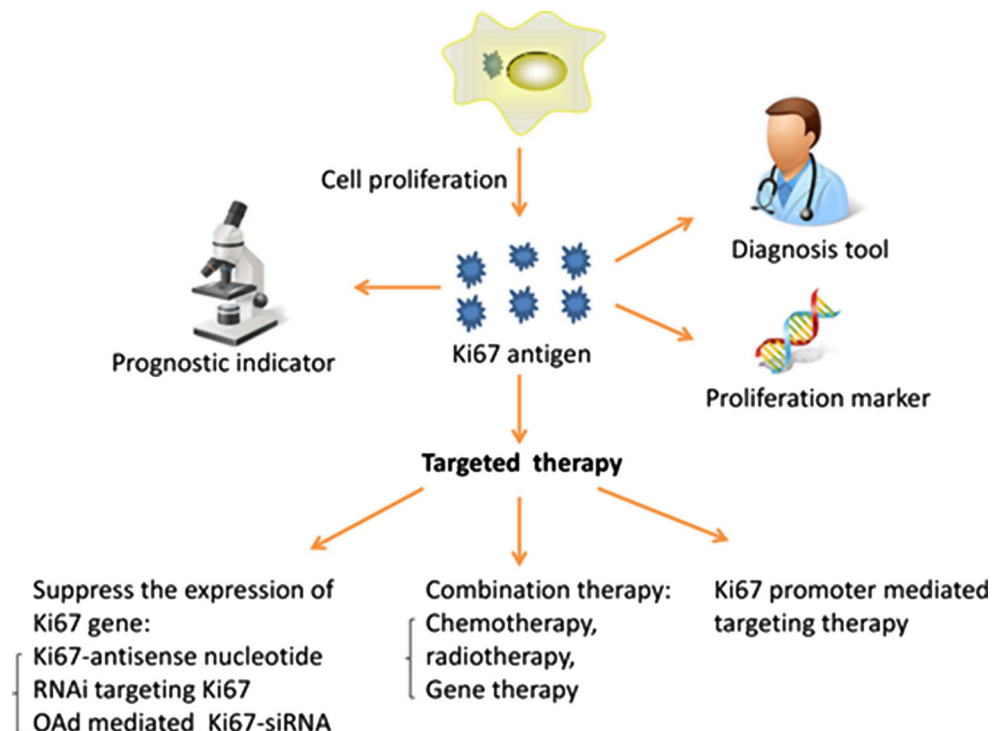 Cell proliferation
Diagnosis tool
Prognostic indicator
Ki67 antigen
Proliferation marker
Targeted therapy
Suppress the expression of
Ki67 gene:
Ki67-antisense nucleotide
RNAi targeting Ki67
OAd mediated Ki67-siRNA
Combination therapy:
Chemotherapy,
radiotherapy,
Gene therapy
Ki67 promoter mediated
targeting therapy